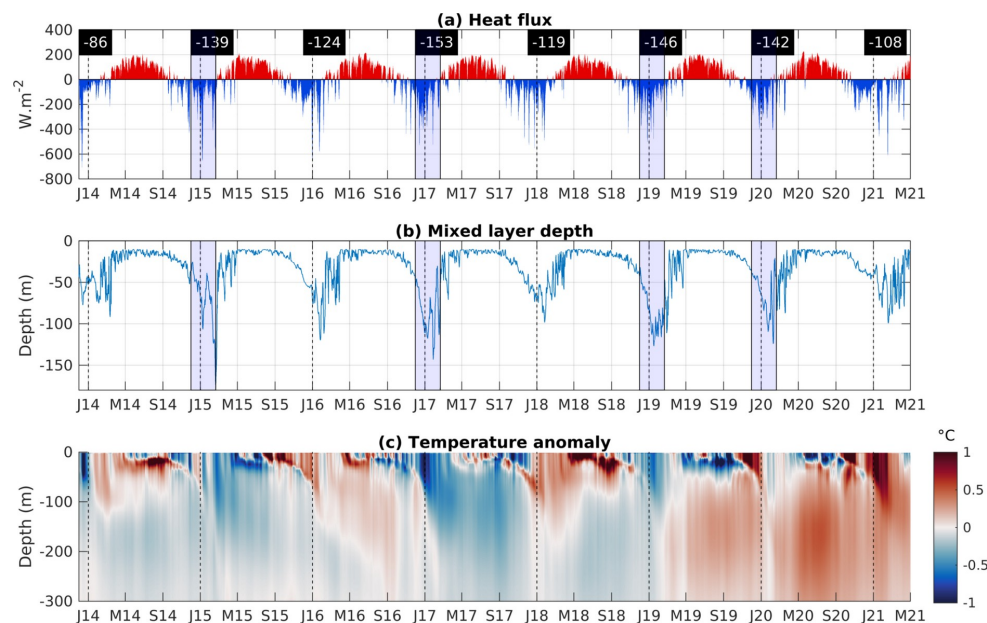 (a) Heat flux
-86 -139 -124 -153 -119 -146 -142 -108
400
200
0
-200
-400
-600
-800
W.m-2
J14 M14 S14 J15 M15 S15 J16 M16 S16 J17 M17 S17 J18 M18 S18 J19 M19 S19 J20 M20 S20 J21 M21
(b) Mixed layer depth
0
-50
-100
-150
Depth (m)
J14 M14 S14 J15 M15 S15 J16 M16 S16 J17 M17 S17 J18 M18 S18 J19 M19 S19 J20 M20 S20 J21 M21
(c) Temperature anomaly
°C
0
-100
-200
-300
Depth (m)
1
0.5
0
-0.5
-1
J14 M14 S14 J15 M15 S15 J16 M16 S16 J17 M17 S17 J18 M18 S18 J19 M19 S19 J20 M20 S20 J21 M21